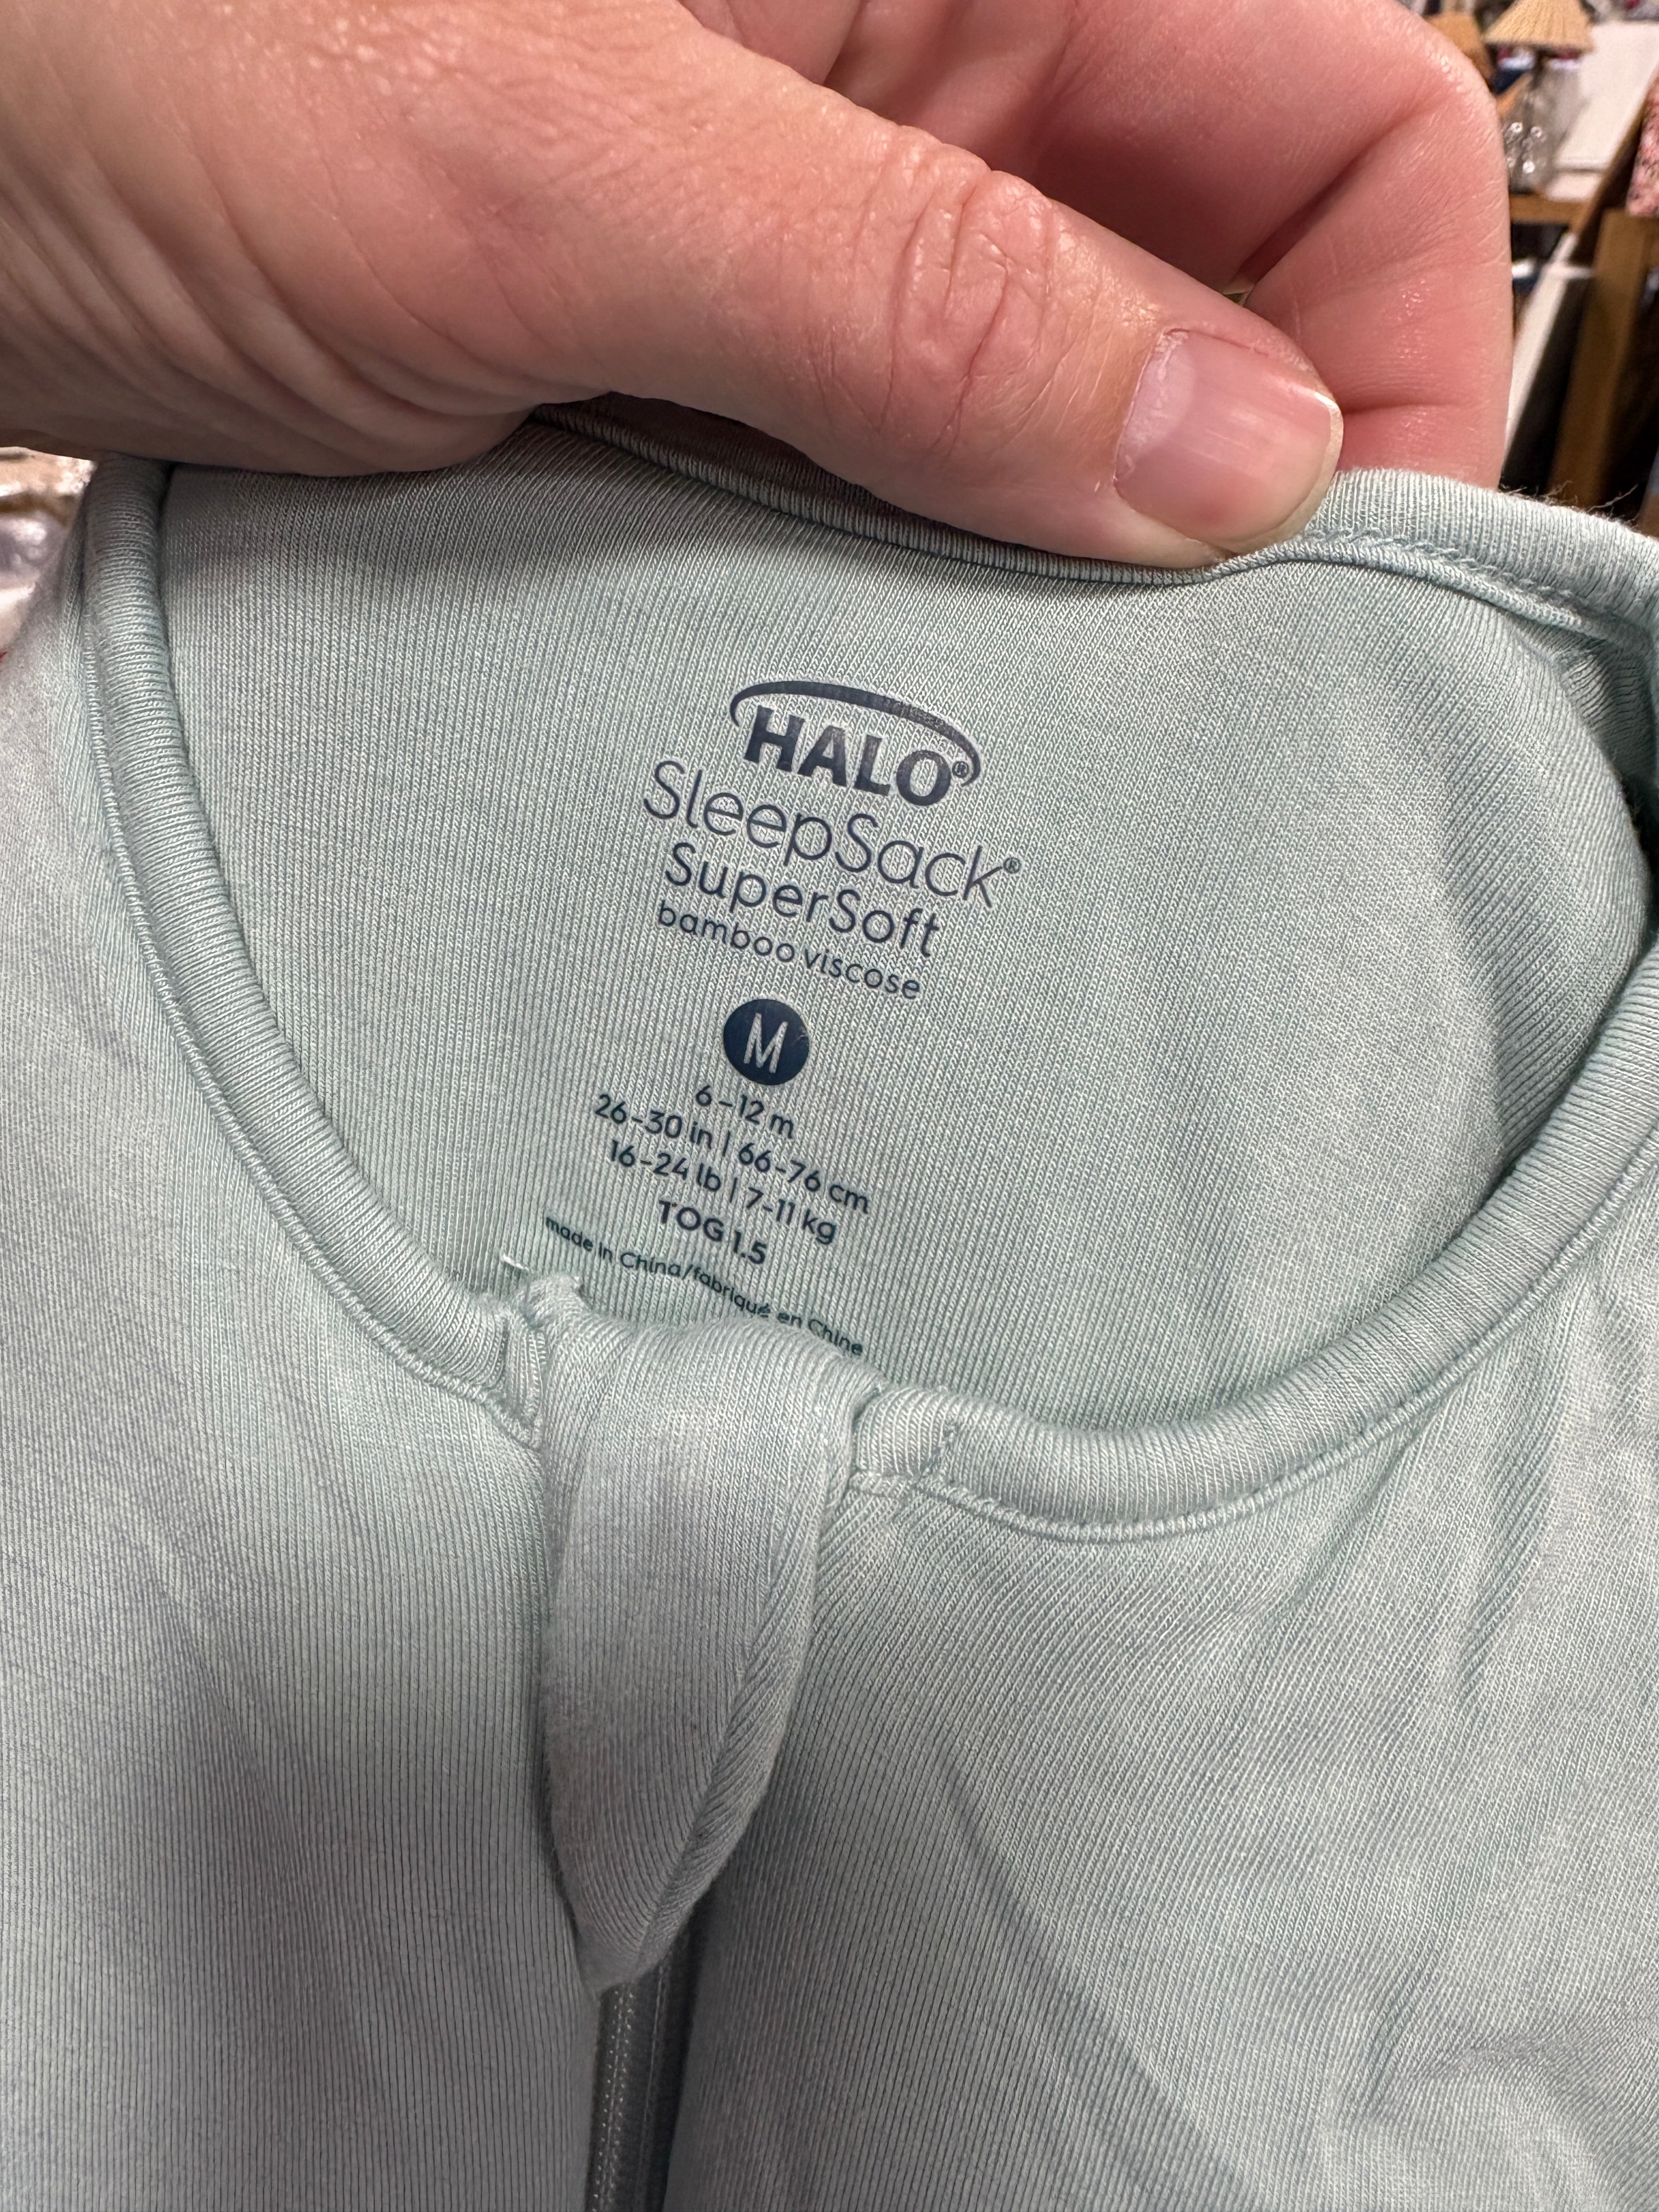 HALO®
SleepSack®
SuperSoft
bamboo viscose
M
6-12 m
26-30 in | 66-76 cm
16-24 lb | 7-11 kg
TOG 1.5
made in China/fabriqué en Chine